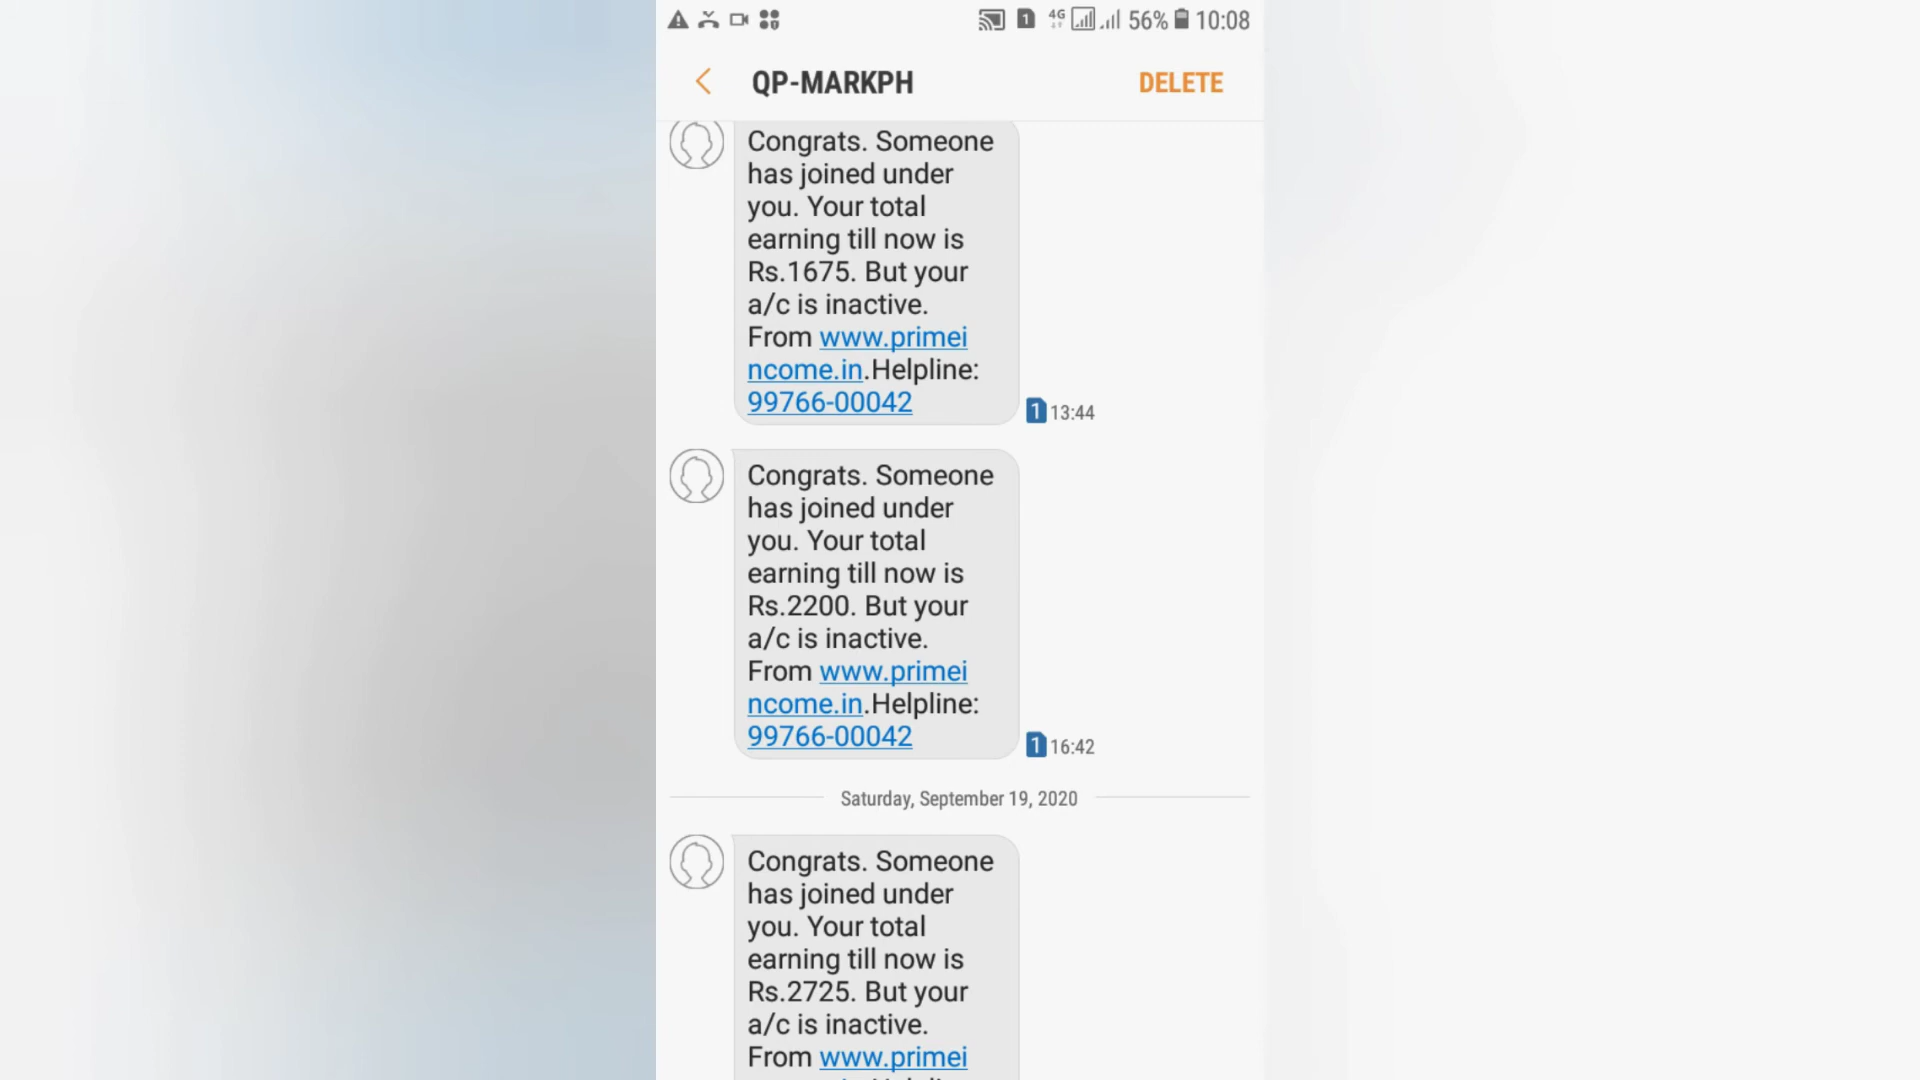 1 4G 56% 10:08
QP-MARKPH DELETE
Congrats. Someone
has joined under
you. Your total
earning till now is
Rs.1675. But your
a/c is inactive.
From www.primei
ncome.in.Helpline:
99766-00042
1 13:44
Congrats. Someone
has joined under
you. Your total
earning till now is
Rs.2200. But your
a/c is inactive.
From www.primei
ncome.in.Helpline:
99766-00042
1 16:42
Saturday, September 19, 2020
Congrats. Someone
has joined under
you. Your total
earning till now is
Rs.2725. But your
a/c is inactive.
From www.primei